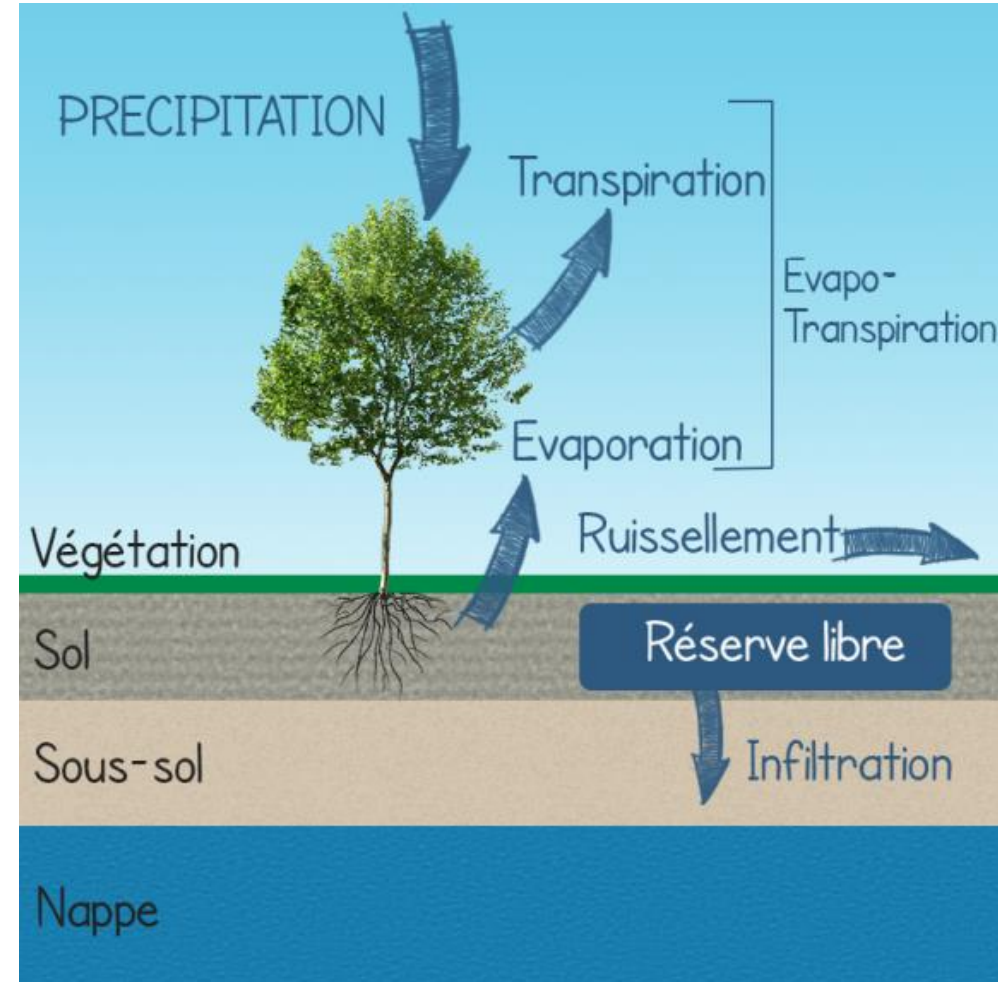 PRECIPITATION
Transpiration
Evapo-
Transpiration
Evaporation
Ruissellement
Végétation
Sol
Réserve libre
Sous-sol
Infiltration
Nappe